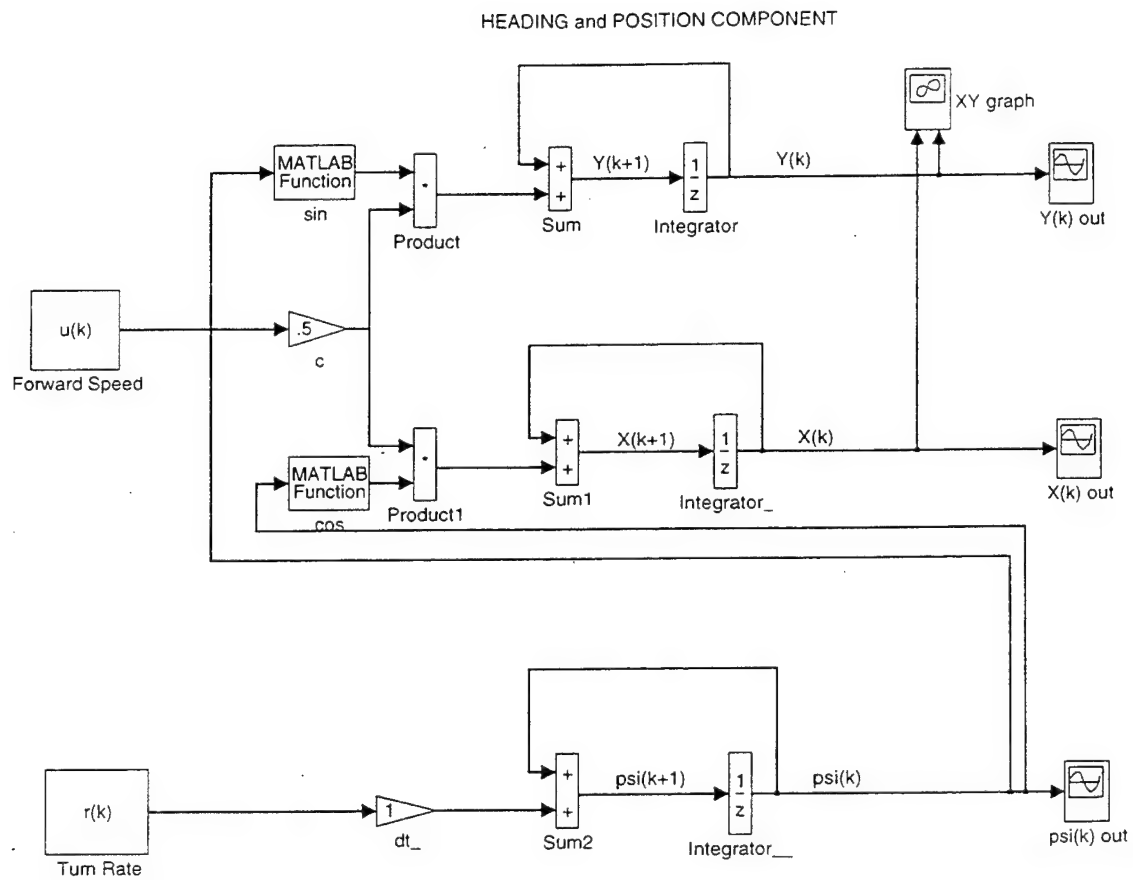 HEADING and POSITION COMPONENT
XY graph
MATLAB
Function
sin
*
Product
+
+
Sum
Y(k+1)
1
z
Integrator
Y(k)
Y(k) out
u(k)
Forward Speed
.5
c
MATLAB
Function
cos
*
Product1
+
+
Sum1
X(k+1)
1
z
Integrator_
X(k)
X(k) out
r(k)
Turn Rate
1
dt_
+
+
Sum2
psi(k+1)
1
z
Integrator__
psi(k)
psi(k) out